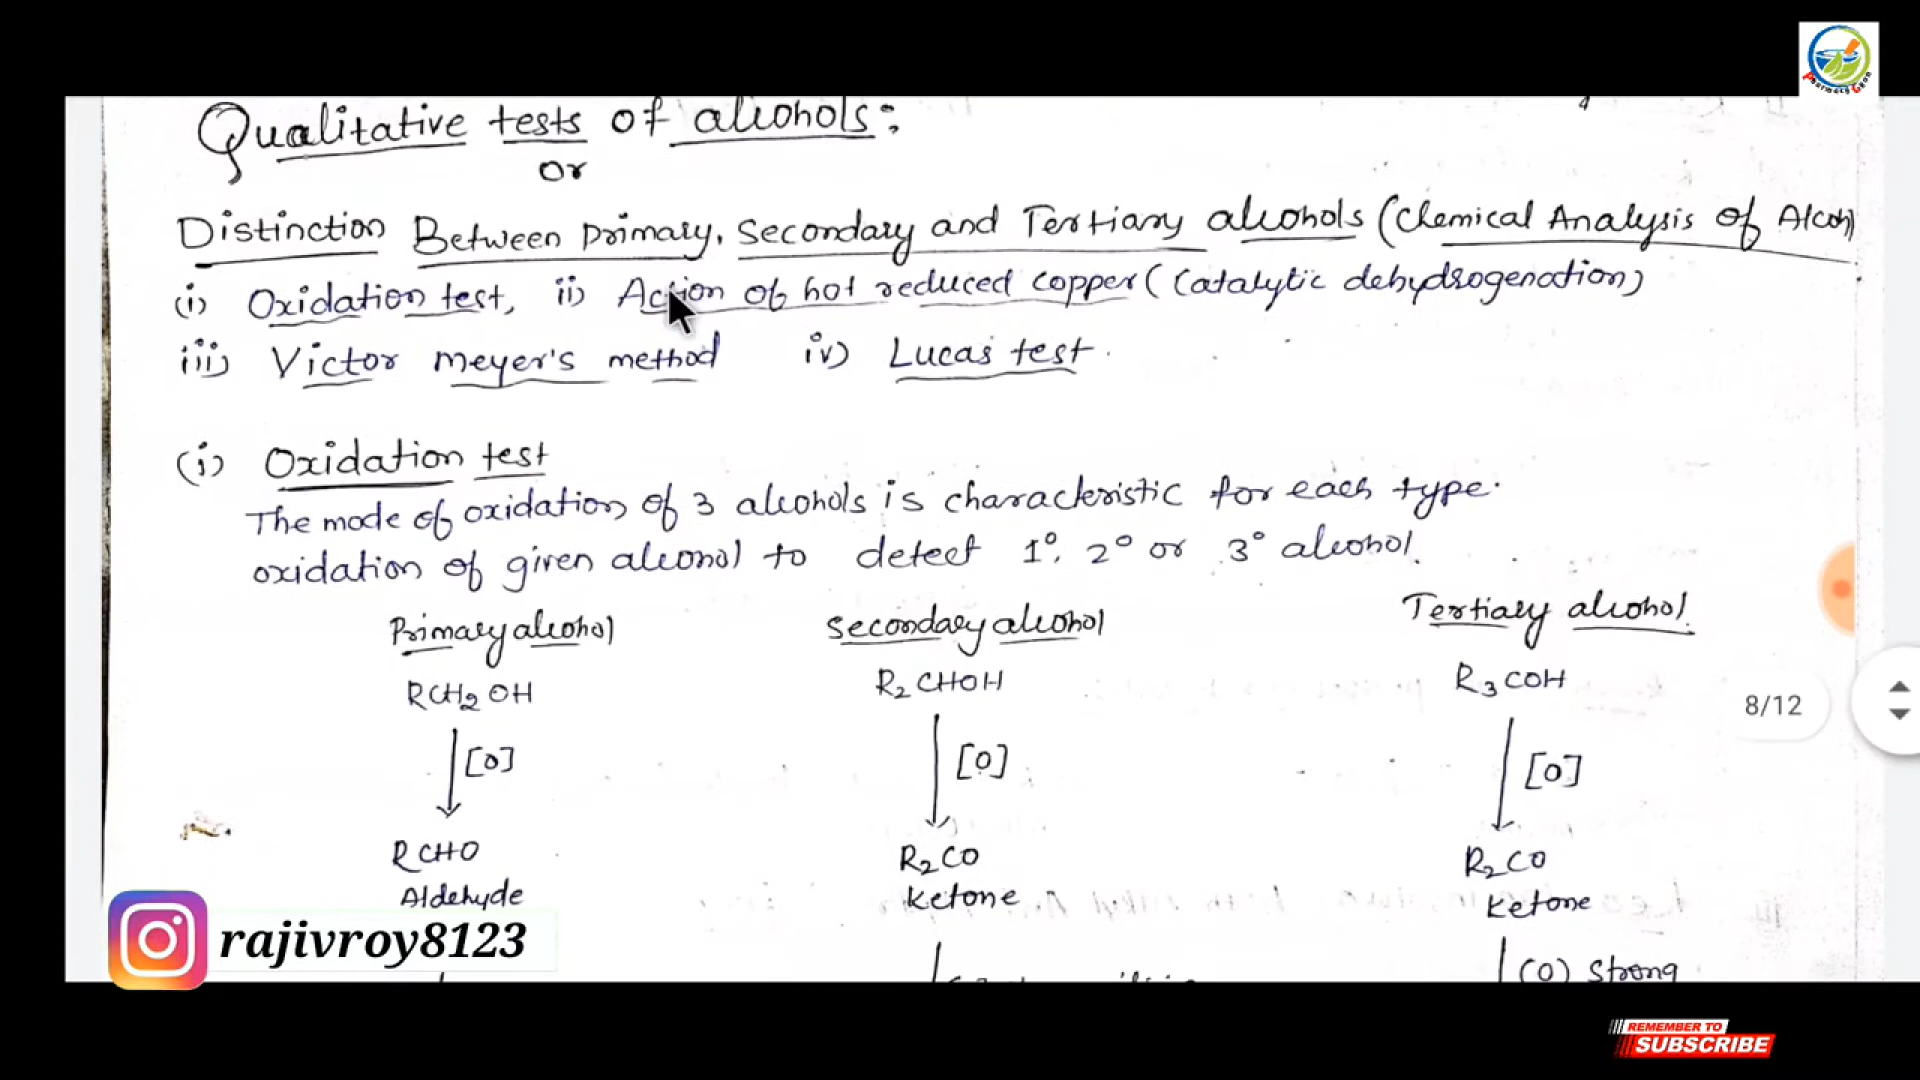 Qualitative tests of alcohols:
or
Distinction Between Primary, Secondary and Tertiary alcohols (Chemical Analysis of Alcoh
(i) Oxidation test, ii) Action of hot reduced copper (Catalytic dehydrogenation)
iii) Victor Meyer's method iv) Lucas test.
(i) Oxidation test
The mode of oxidation of 3 alcohols is characteristic for each type.
oxidation of given alcohol to detect 1°, 2° or 3° alcohol.
Primary alcohol Secondary alcohol Tertiary alcohol
RCH2OH R2CHOH R3COH
[O] [O] [O]
8/12
RCHO R2CO R2CO
Aldehyde Ketone Ketone
(O) Strong
rajivroy8123
Pharmacy Gyan
REMEMBER TO
SUBSCRIBE